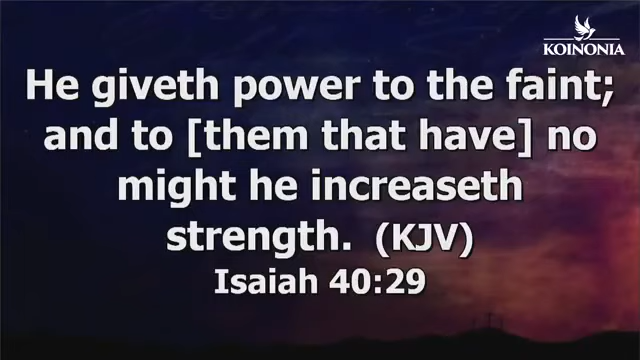 KOINONIA
He giveth power to the faint;
and to [them that have] no
might he increaseth
strength. (KJV)
Isaiah 40:29